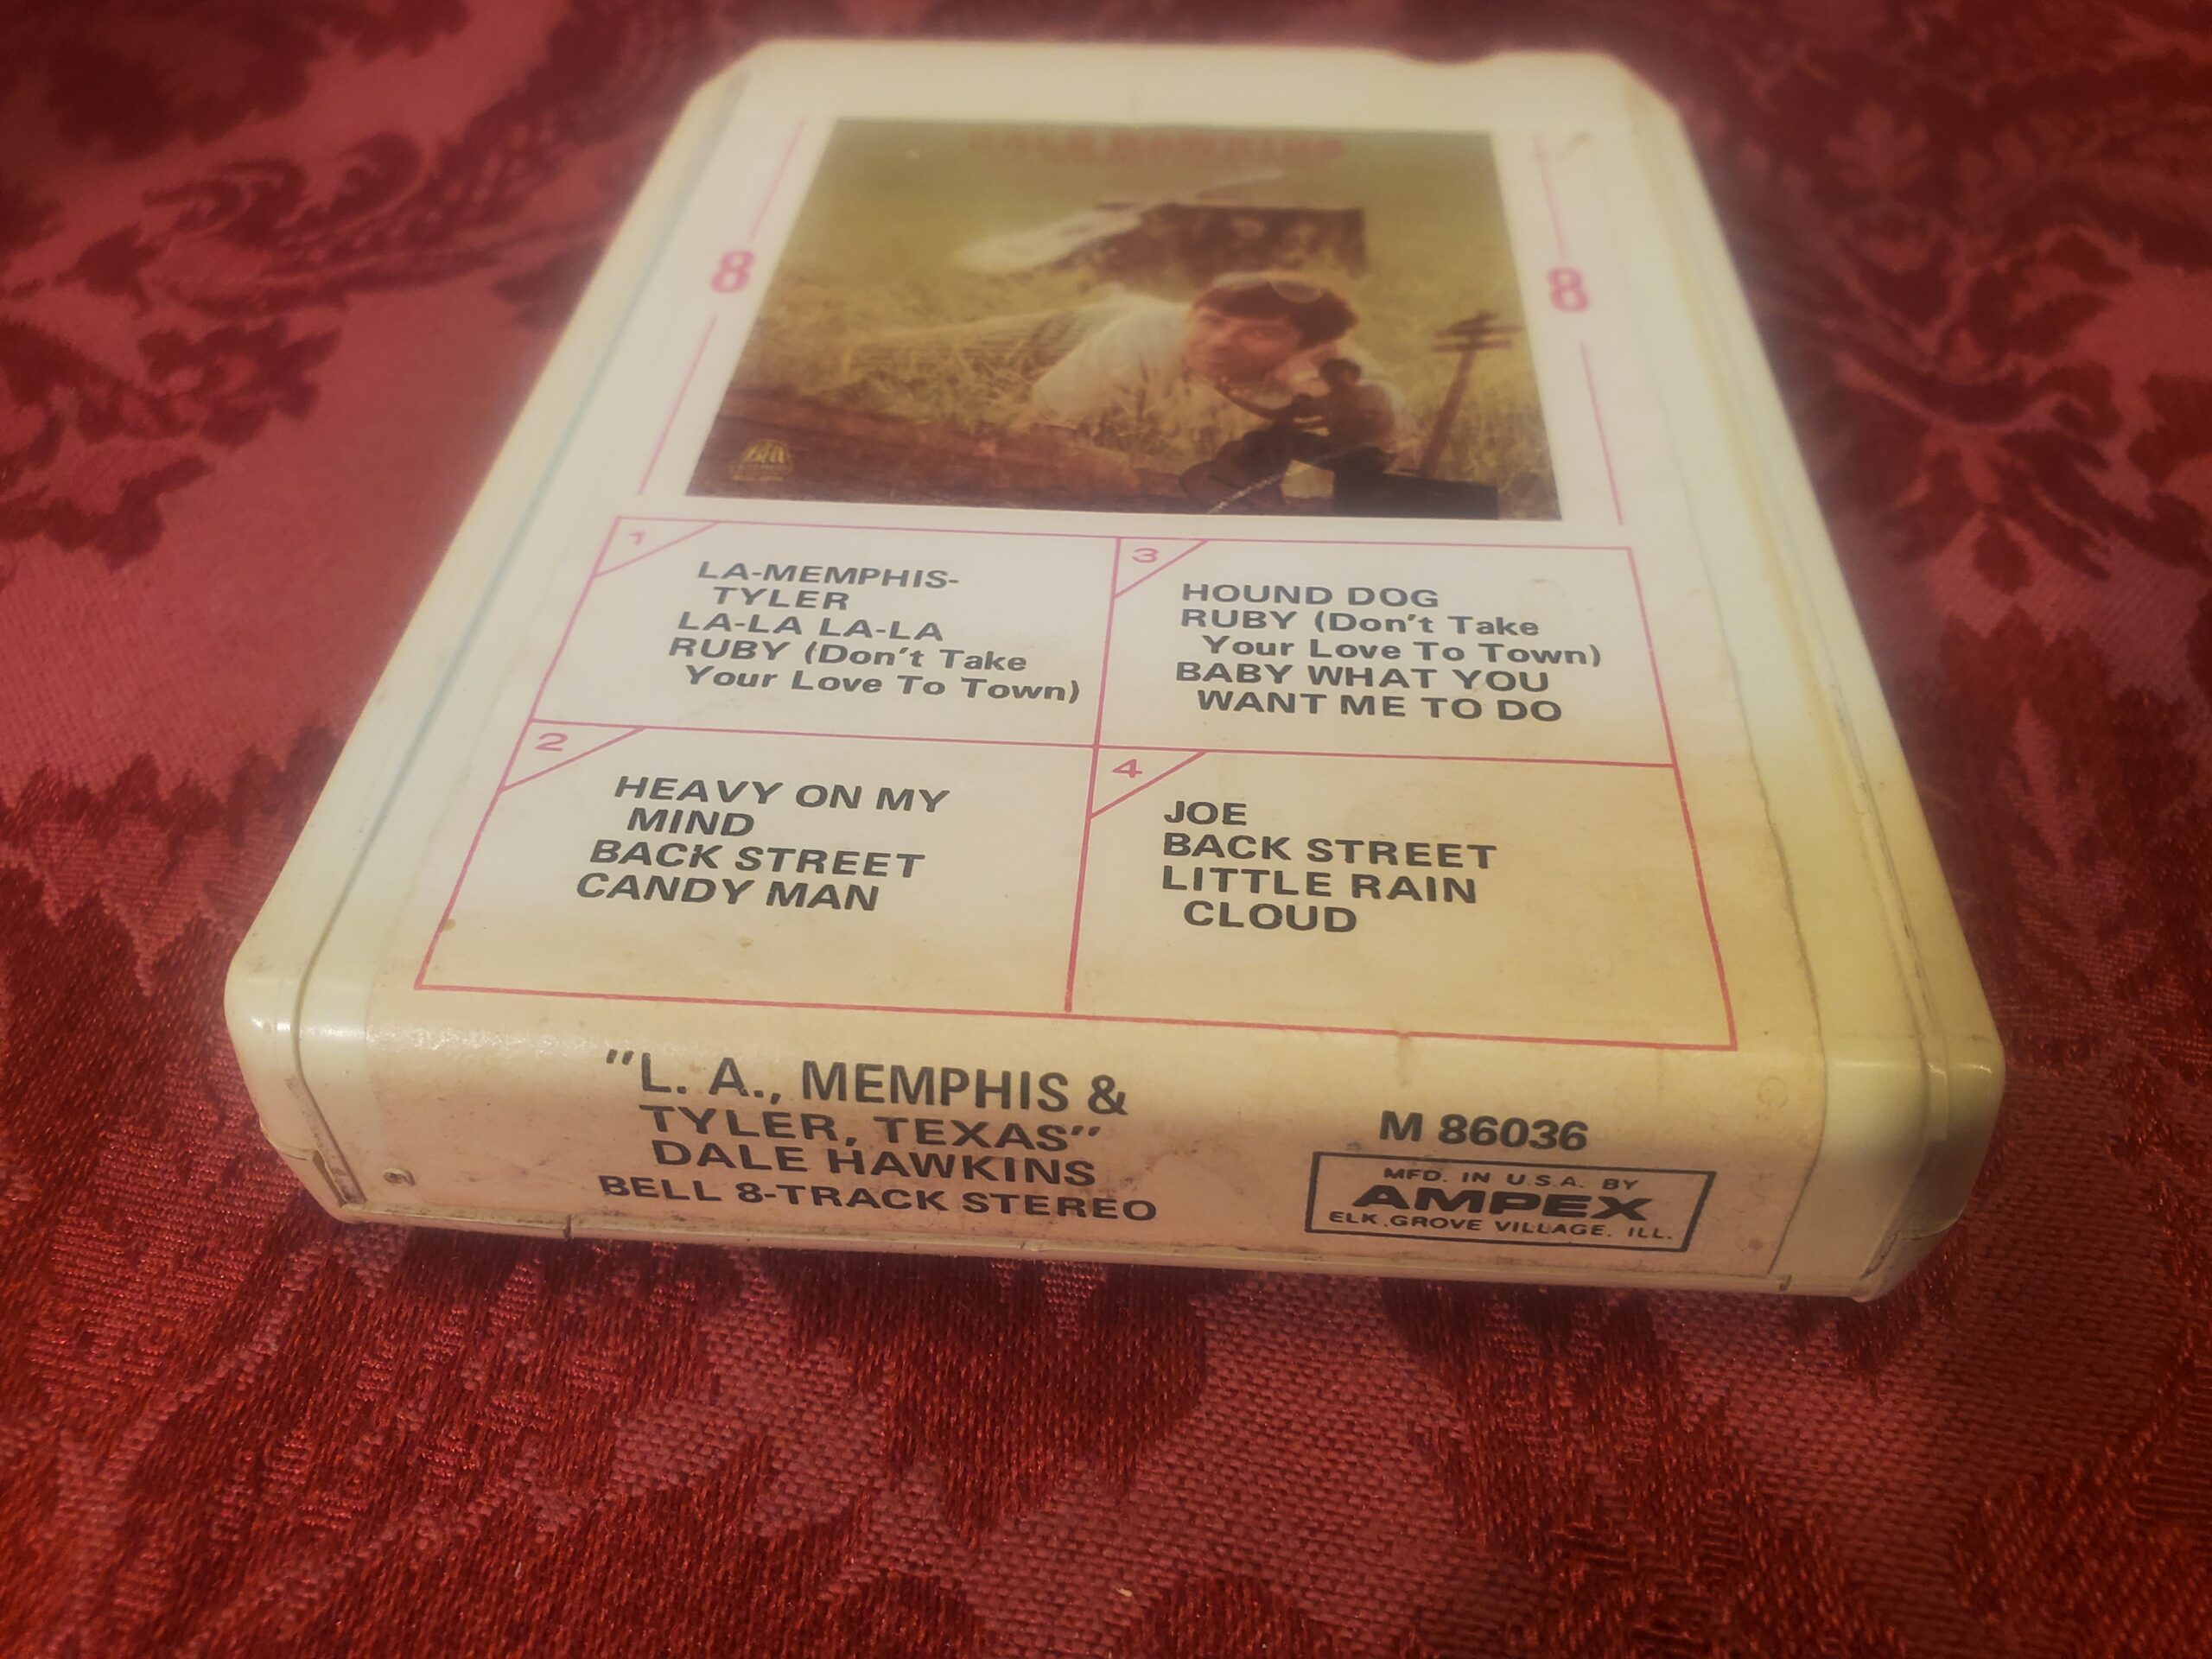 DALE HAWKINS
8
8
Bell
1
LA-MEMPHIS-
TYLER
LA-LA LA-LA
RUBY (Don't Take
Your Love To Town)
2
HEAVY ON MY
MIND
BACK STREET
CANDY MAN
3
HOUND DOG
RUBY (Don't Take
Your Love To Town)
BABY WHAT YOU
WANT ME TO DO
4
JOE
BACK STREET
LITTLE RAIN
CLOUD
"L. A., MEMPHIS &
TYLER, TEXAS"
DALE HAWKINS
BELL 8-TRACK STEREO
M 86036
MFD. IN U.S.A. BY
AMPEX
ELK GROVE VILLAGE, ILL.